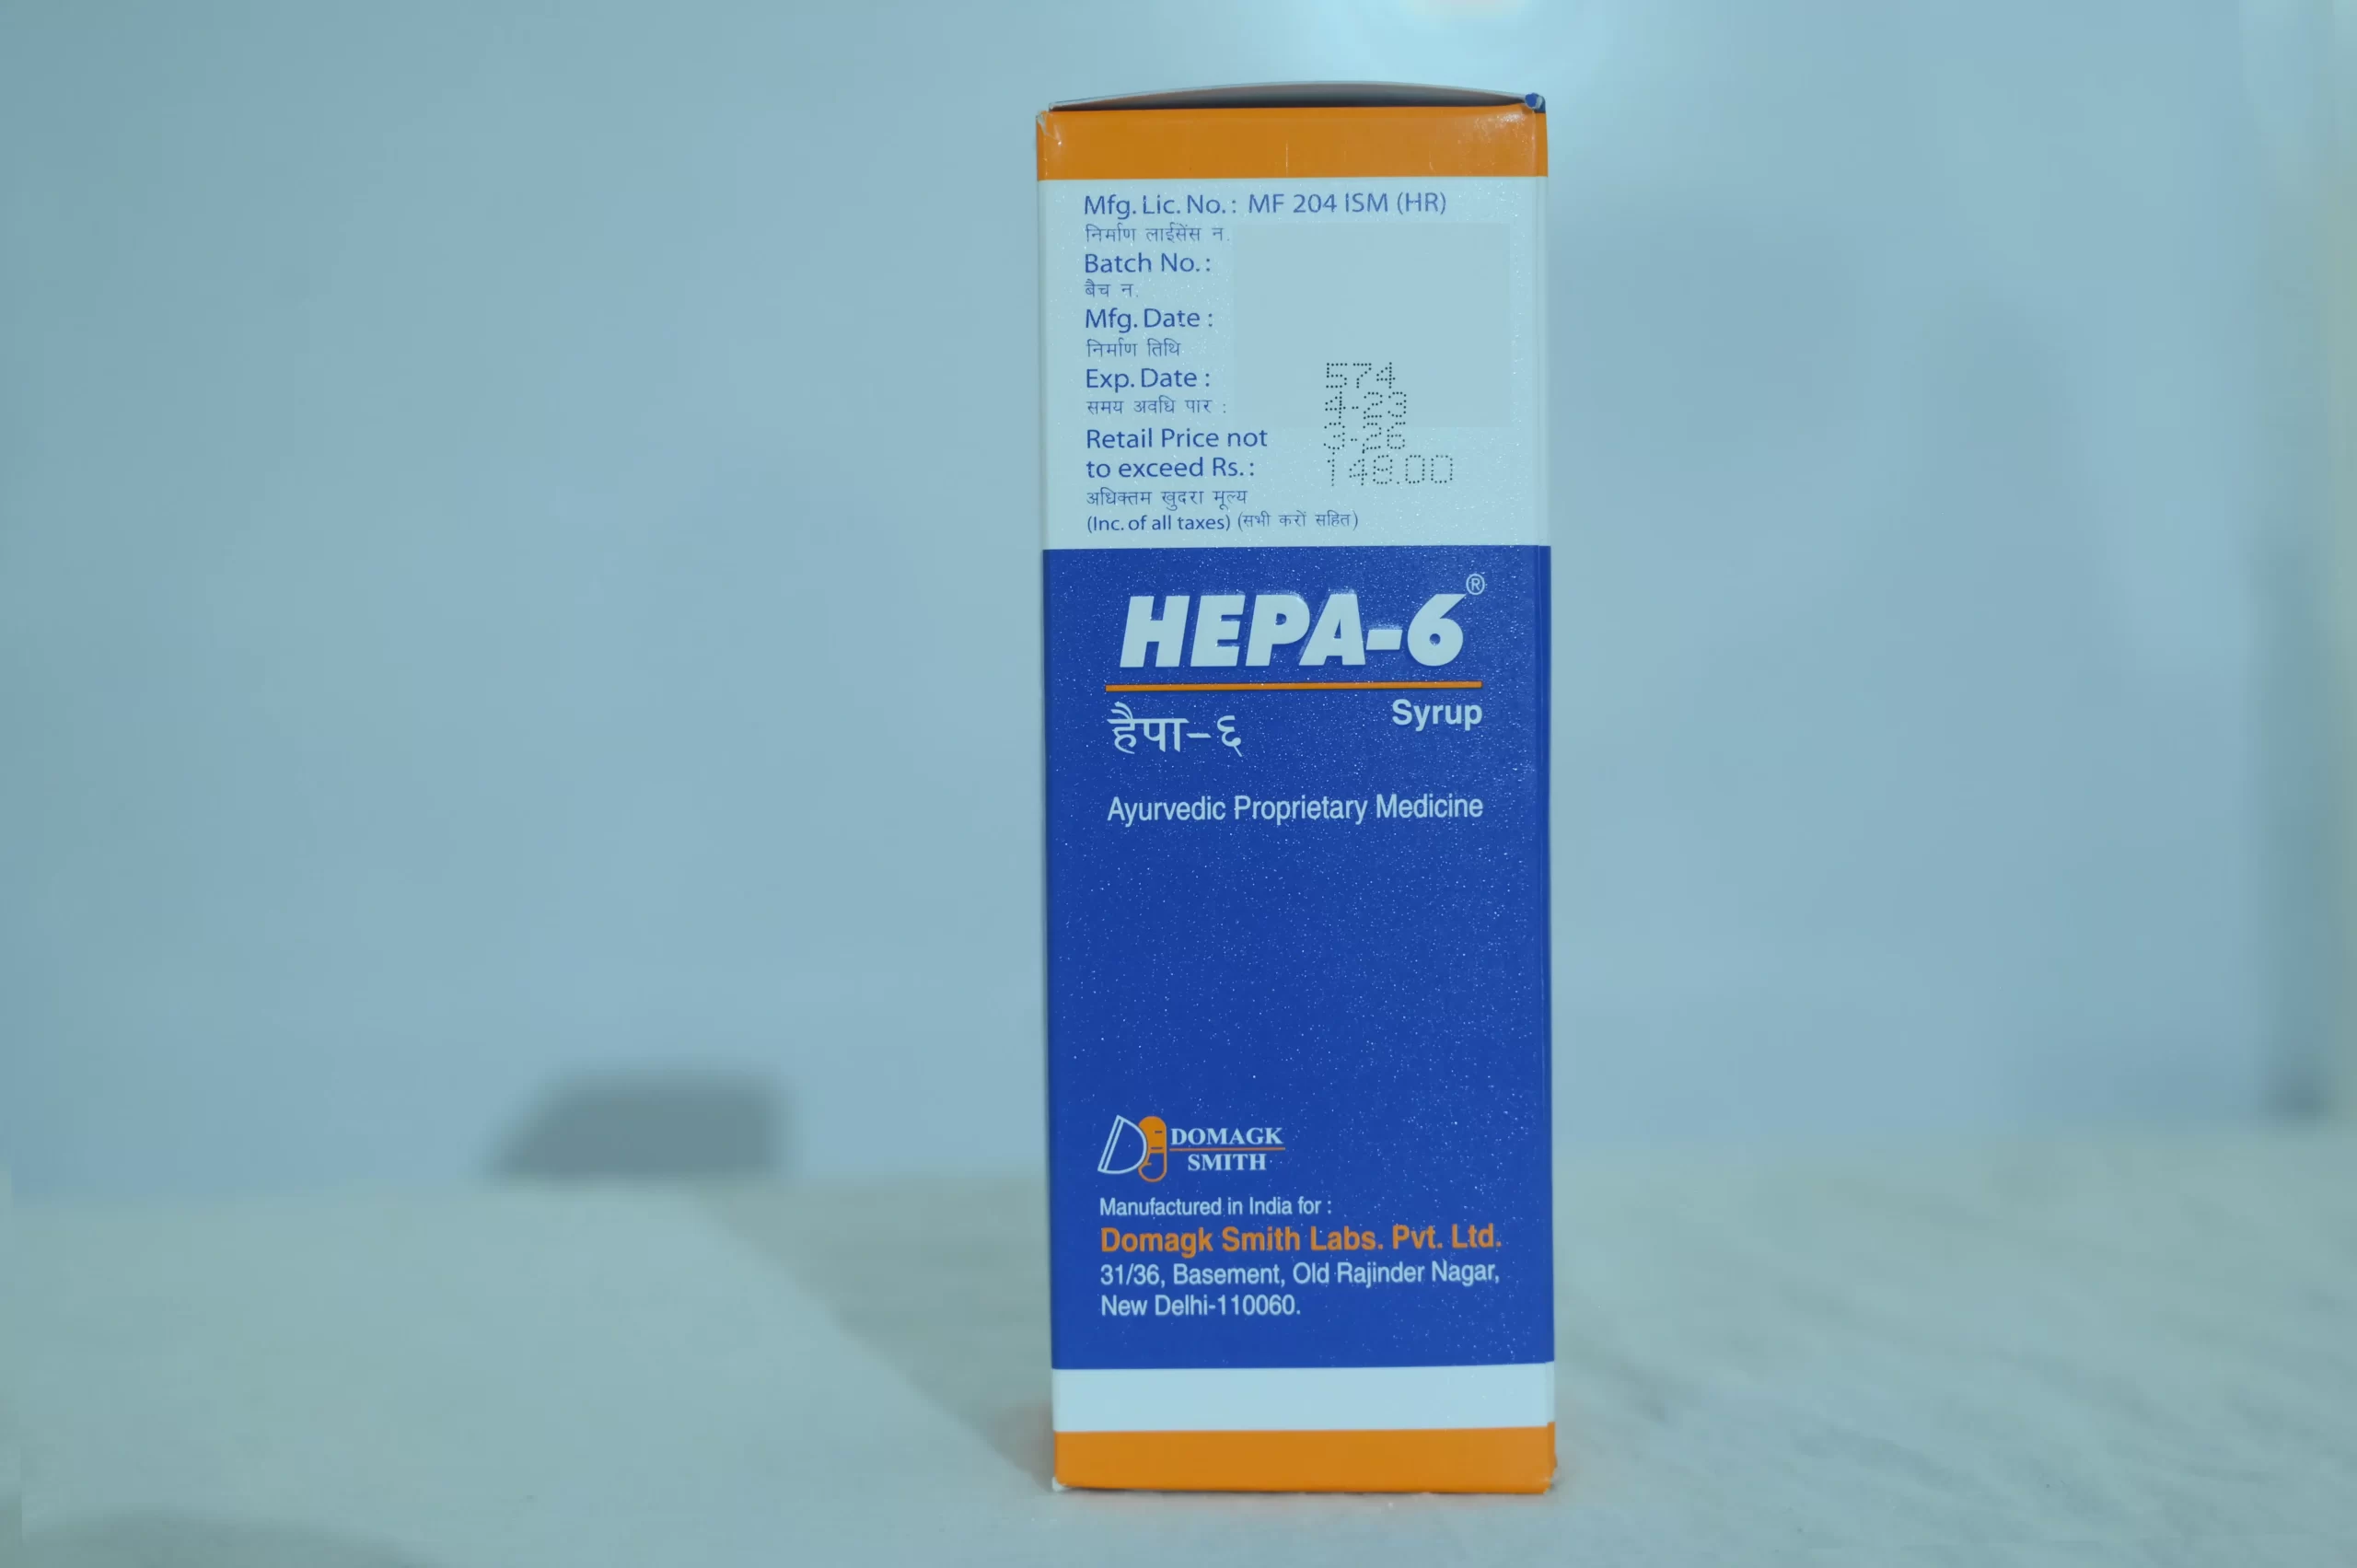 Mfg. Lic. No. : MF 204 ISM (HR)
निर्माण लाईसेंस न.
Batch No. :
बैच न.
Mfg. Date :
निर्माण तिथि
Exp. Date : 574
समय अवधि पार : 4-23
Retail Price not 3-26
to exceed Rs. : 148.00
अधिक्तम खुदरा मूल्य
(Inc. of all taxes) (सभी करों सहित)
HEPA-6®
Syrup
हैपा-६
Ayurvedic Proprietary Medicine
DOMAGK
SMITH
Manufactured in India for :
Domagk Smith Labs. Pvt. Ltd.
31/36, Basement, Old Rajinder Nagar,
New Delhi-110060.